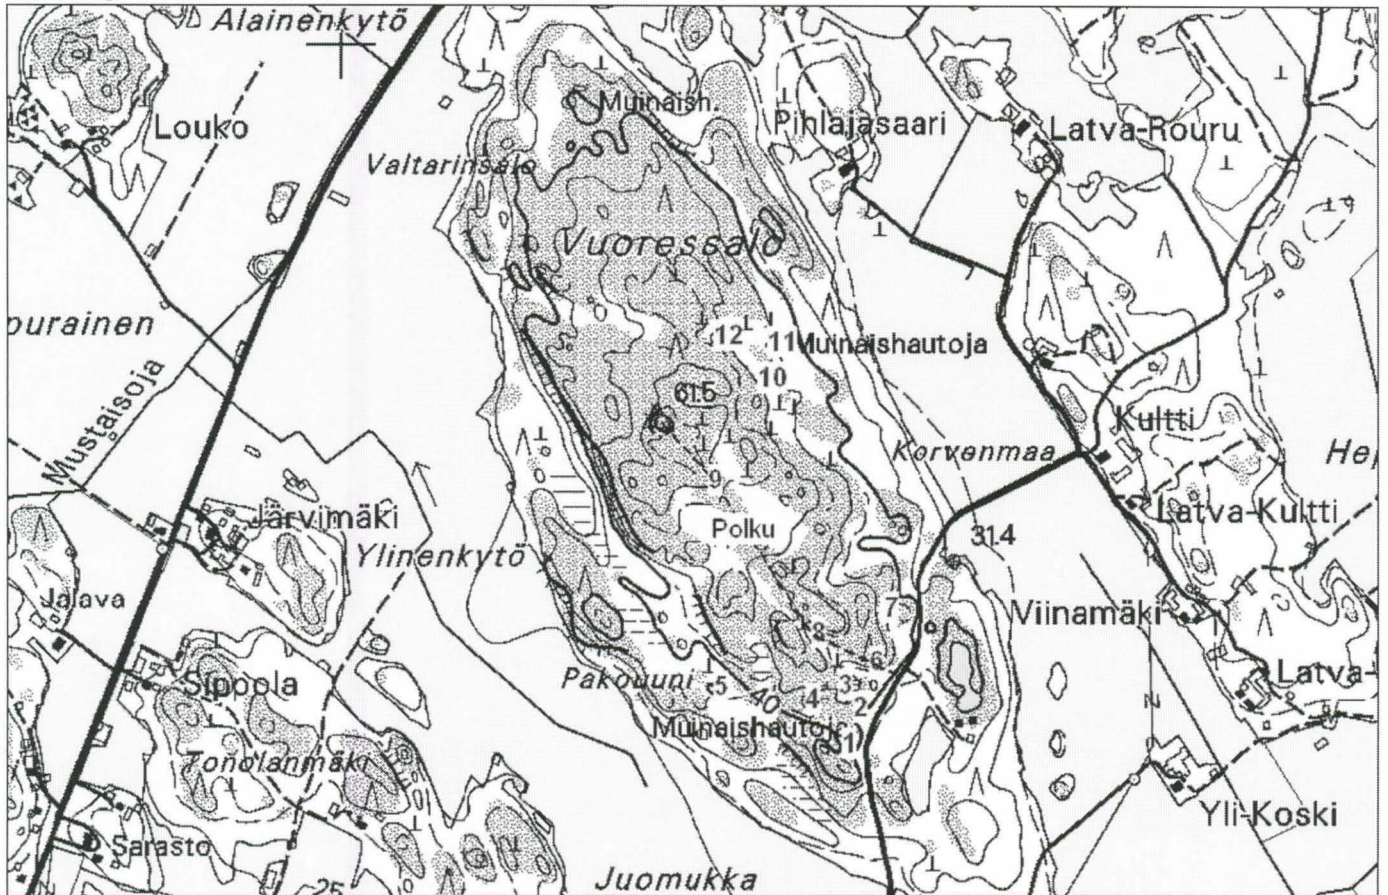 Alainenkytö
Louko
Muinaish.
Pihlajasaari
Latva-Rouru
Valtarinsalo
Vuoressalo
ourainen
Mustaisoja
12
11
Muinaishautoja
10
61.5
Kultti
Korvenmaa
9
Järvimäki
Polku
31.4
Latva-Kultti
Ylinenkytö
Jalava
7
8
Viinamäki
6
Sipoola
Pakouuni
5
40
4
3
2
Latva-
Muinaishautoj
1
Tonolanmäki
Yli-Koski
Sarasto
25
Juomukka